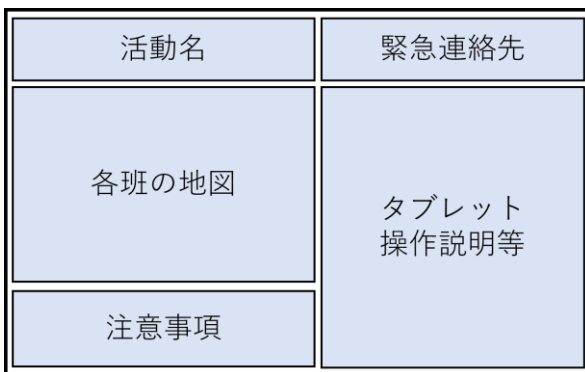 活動名
緊急連絡先
各班の地図
タブレット
操作説明等
注意事項